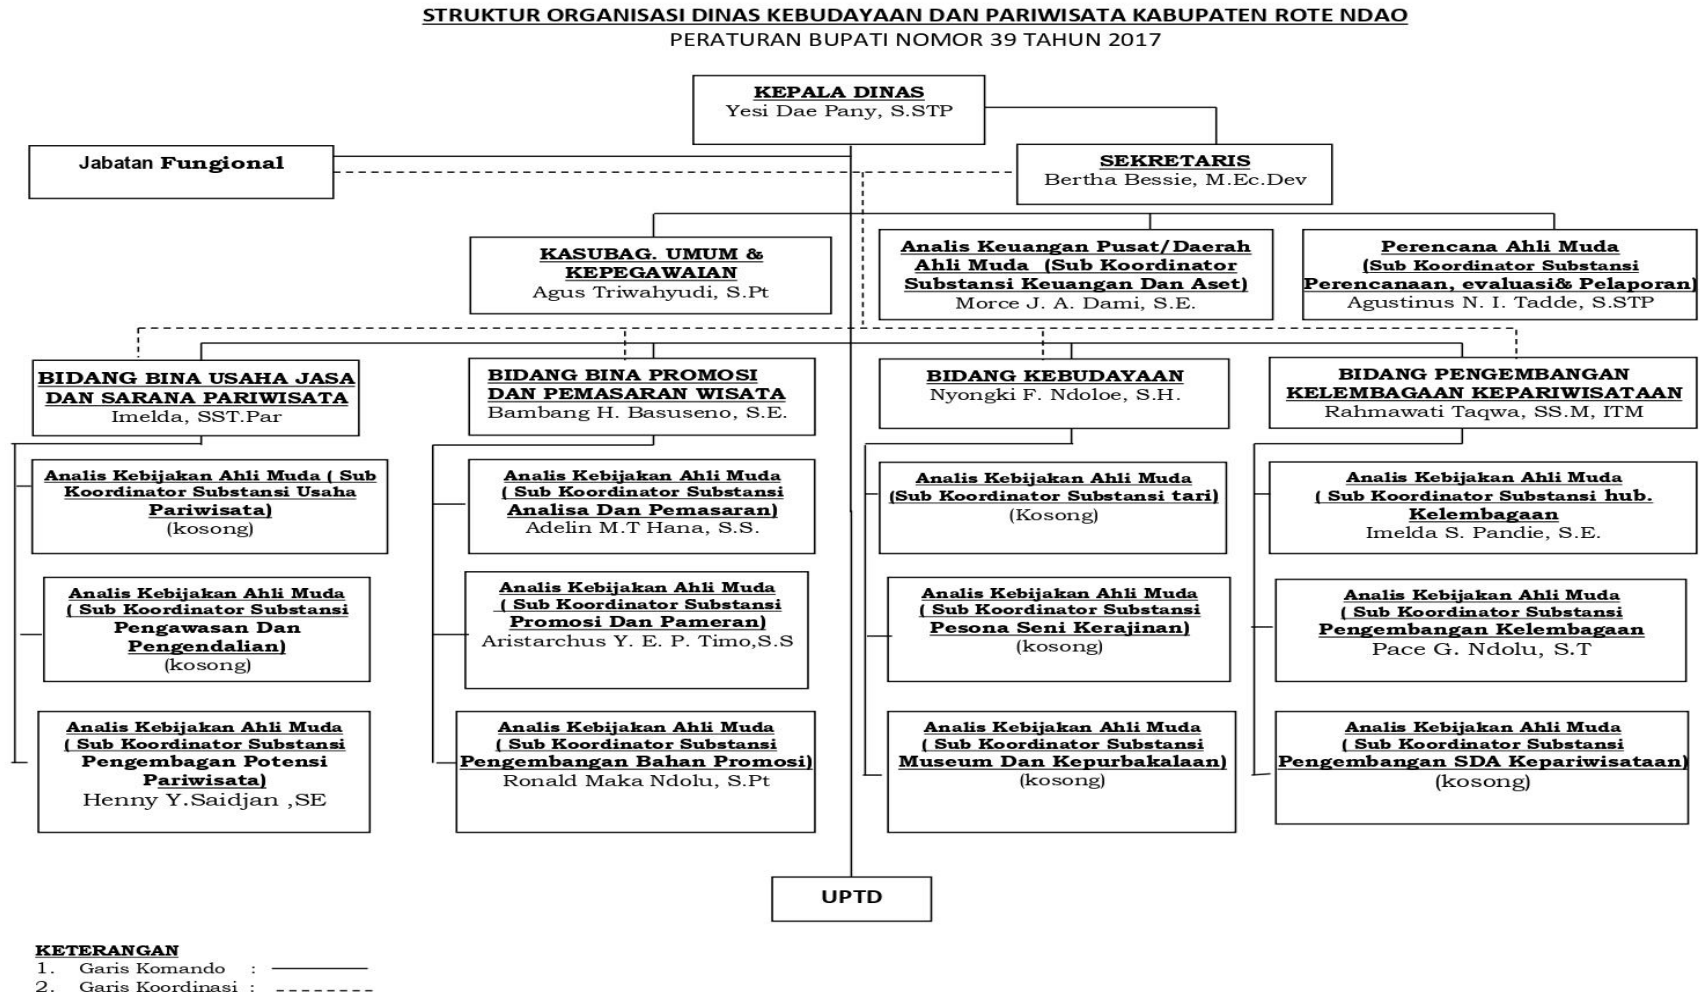 STRUKTUR ORGANISASI DINAS KEBUDAYAAN DAN PARIWISATA KABUPATEN ROTE NDAO
PERATURAN BUPATI NOMOR 39 TAHUN 2017
KEPALA DINAS
Yesi Dae Pany, S.STP
Jabatan Fungional
SEKRETARIS
Bertha Bessie, M.Ec.Dev
KASUBAG. UMUM &
KEPEGAWAIAN
Agus Triwahyudi, S.Pt
Analis Keuangan Pusat/Daerah
Ahli Muda (Sub Koordinator
Substansi Keuangan Dan Aset)
Morce J. A. Dami, S.E.
Perencana Ahli Muda
(Sub Koordinator Substansi
Perencanaan, evaluasi& Pelaporan)
Agustinus N. I. Tadde, S.STP
BIDANG BINA USAHA JASA
DAN SARANA PARIWISATA
Imelda, SST.Par
BIDANG BINA PROMOSI
DAN PEMASARAN WISATA
Bambang H. Basuseno, S.E.
BIDANG KEBUDAYAAN
Nyongki F. Ndoloe, S.H.
BIDANG PENGEMBANGAN
KELEMBAGAAN KEPARIWISATAAN
Rahmawati Taqwa, SS.M, ITM
Analis Kebijakan Ahli Muda ( Sub
Koordinator Substansi Usaha
Pariwisata)
(kosong)
Analis Kebijakan Ahli Muda
( Sub Koordinator Substansi
Analisa Dan Pemasaran)
Adelin M.T Hana, S.S.
Analis Kebijakan Ahli Muda
(Sub Koordinator Substansi tari)
(Kosong)
Analis Kebijakan Ahli Muda
( Sub Koordinator Substansi hub.
Kelembagaan
Imelda S. Pandie, S.E.
Analis Kebijakan Ahli Muda
( Sub Koordinator Substansi
Pengawasan Dan
Pengendalian)
(kosong)
Analis Kebijakan Ahli Muda
( Sub Koordinator Substansi
Promosi Dan Pameran)
Aristarchus Y. E. P. Timo,S.S
Analis Kebijakan Ahli Muda
( Sub Koordinator Substansi
Pesona Seni Kerajinan)
(kosong)
Analis Kebijakan Ahli Muda
( Sub Koordinator Substansi
Pengembangan Kelembagaan
Pace G. Ndolu, S.T
Analis Kebijakan Ahli Muda
( Sub Koordinator Substansi
Pengembagan Potensi
Pariwisata)
Henny Y.Saidjan ,SE
Analis Kebijakan Ahli Muda
( Sub Koordinator Substansi
Pengembangan Bahan Promosi)
Ronald Maka Ndolu, S.Pt
Analis Kebijakan Ahli Muda
( Sub Koordinator Substansi
Museum Dan Kepurbakalaan)
(kosong)
Analis Kebijakan Ahli Muda
( Sub Koordinator Substansi
Pengembangan SDA Kepariwisataan)
(kosong)
UPTD
KETERANGAN
1. Garis Komando :
2. Garis Koordinasi :